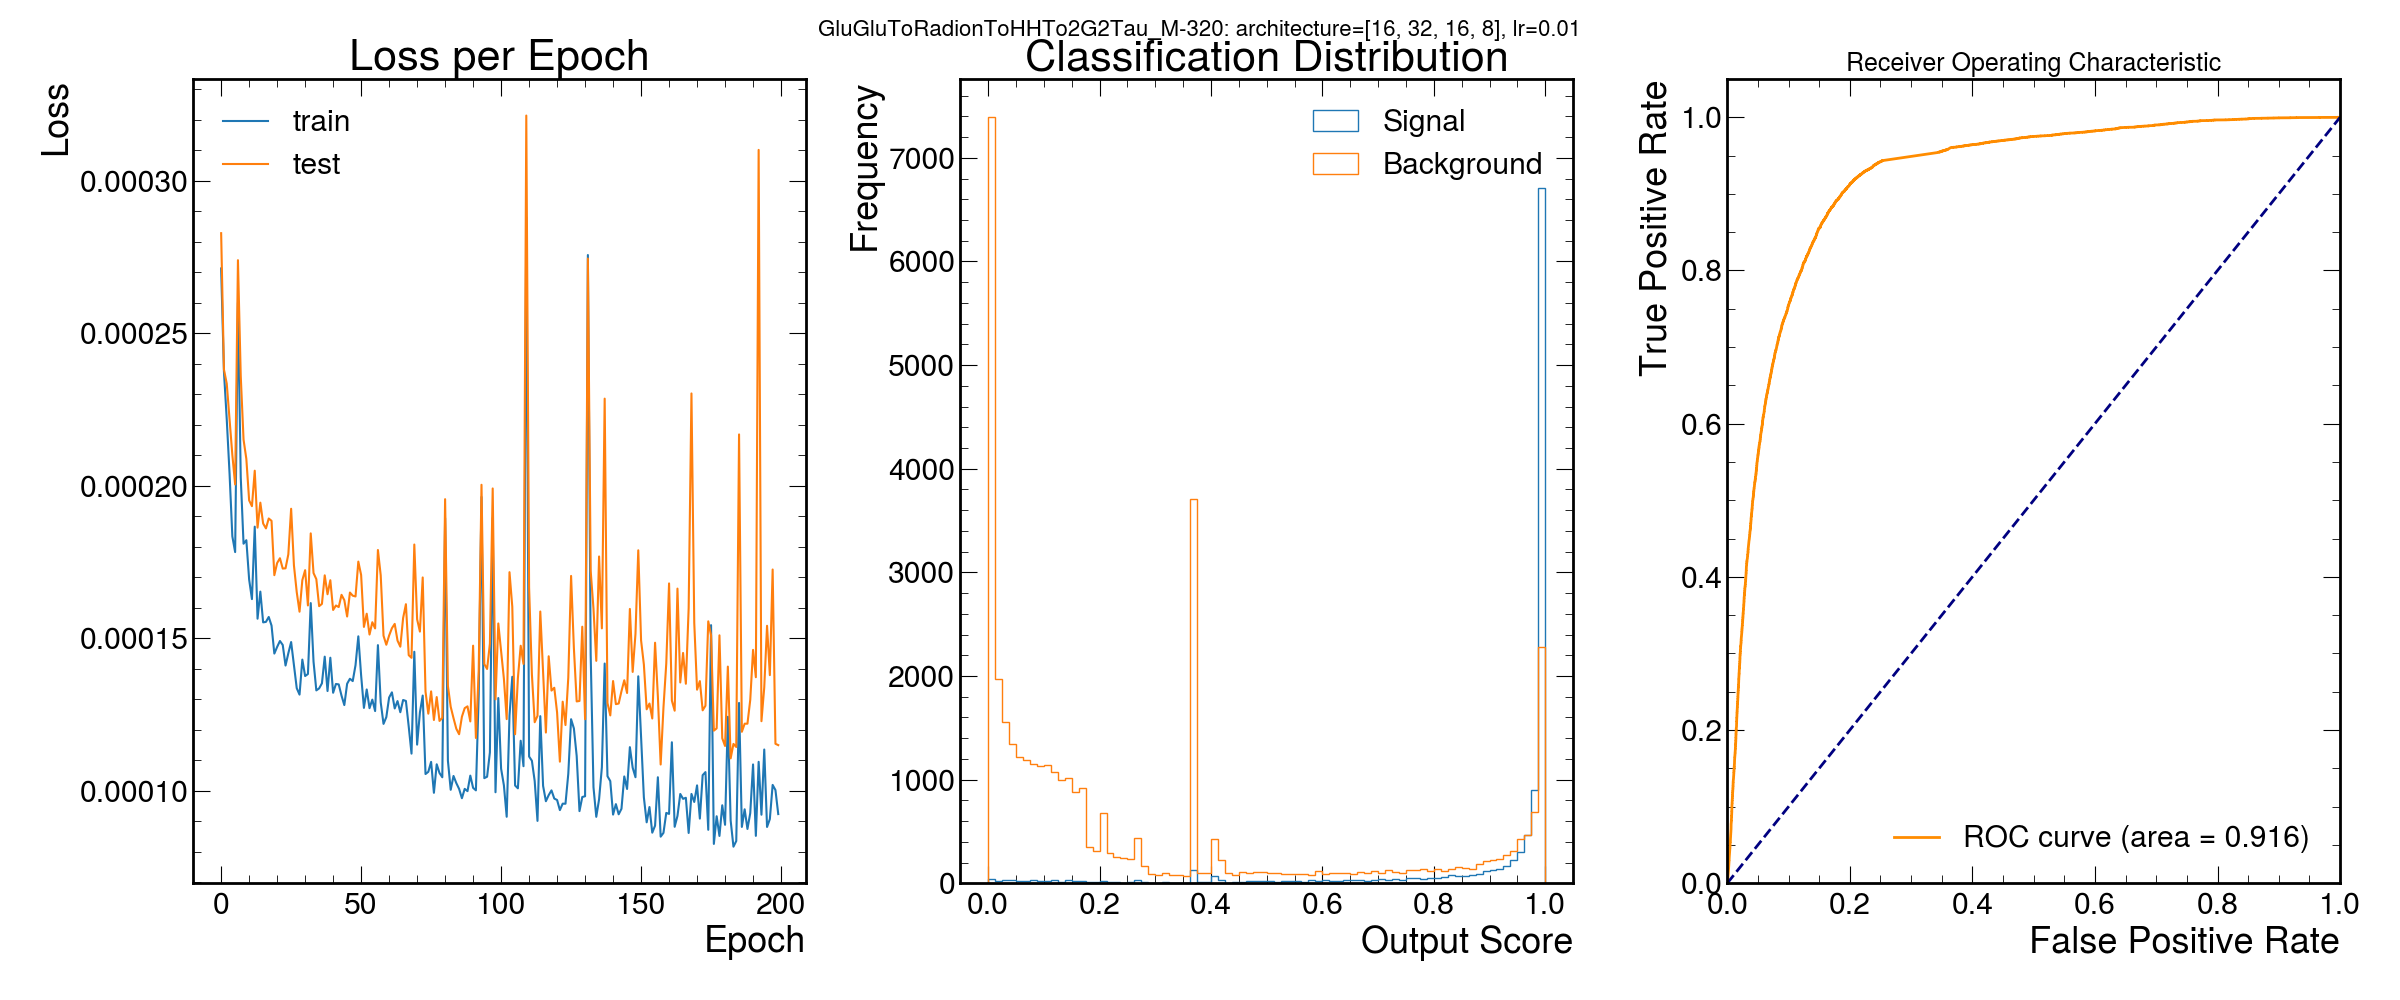 GluGluToRadionToHHTo2G2Tau_M-320: architecture=[16, 32, 16, 8], lr=0.01
Loss per Epoch
Loss
train
test
0.00030
0.00025
0.00020
0.00015
0.00010
0 50 100 150 200
Epoch
Classification Distribution
Frequency
Signal
Background
7000
6000
5000
4000
3000
2000
1000
0
0.0 0.2 0.4 0.6 0.8 1.0
Output Score
Receiver Operating Characteristic
True Positive Rate
1.0
0.8
0.6
0.4
0.2
0.0
ROC curve (area = 0.916)
0.0 0.2 0.4 0.6 0.8 1.0
False Positive Rate